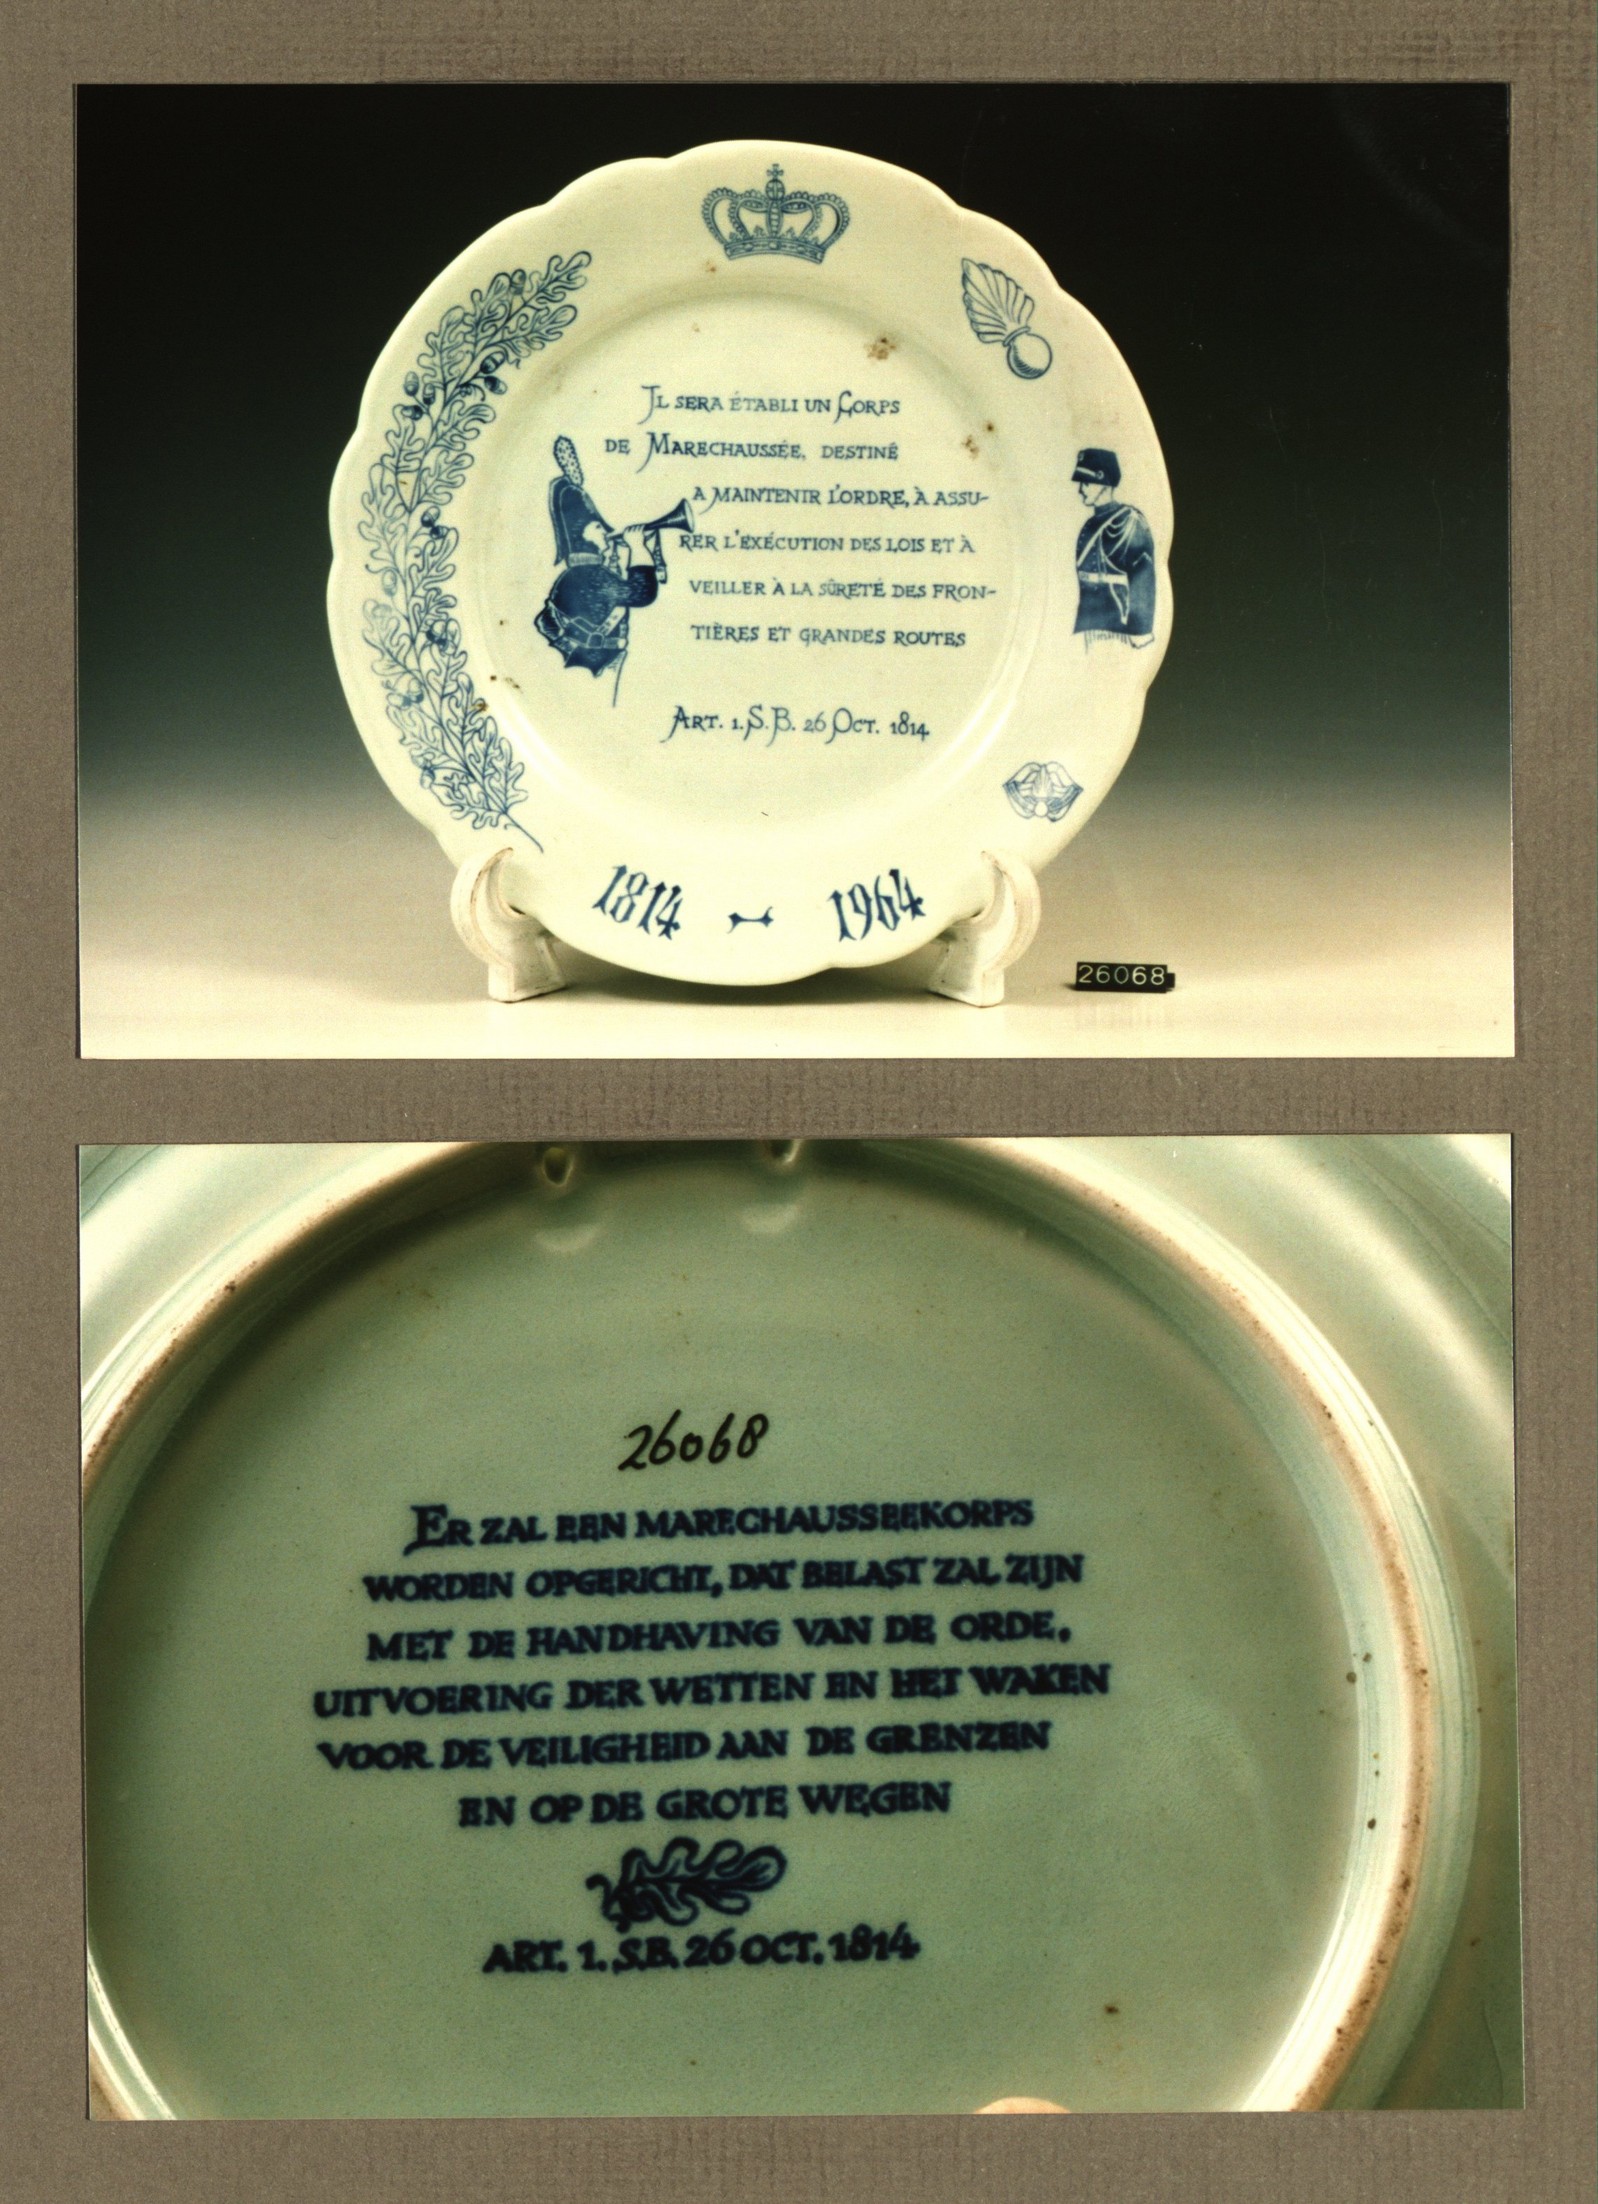 Il sera établi un Corps
de Marechaussée, destiné
a maintenir l'ordre, à assu-
rer l'exécution des lois et à
veiller à la sûreté des fron-
tières et grandes routes
Art. 1. S. B. 26 Oct. 1814
1814 - 1964
26068
26068
Er zal een marechausseekorps
worden opgericht, dat belast zal zijn
met de handhaving van de orde,
uitvoering der wetten en het waken
voor de veiligheid aan de grenzen
en op de grote wegen
Art. 1. S.B. 26 Oct. 1814